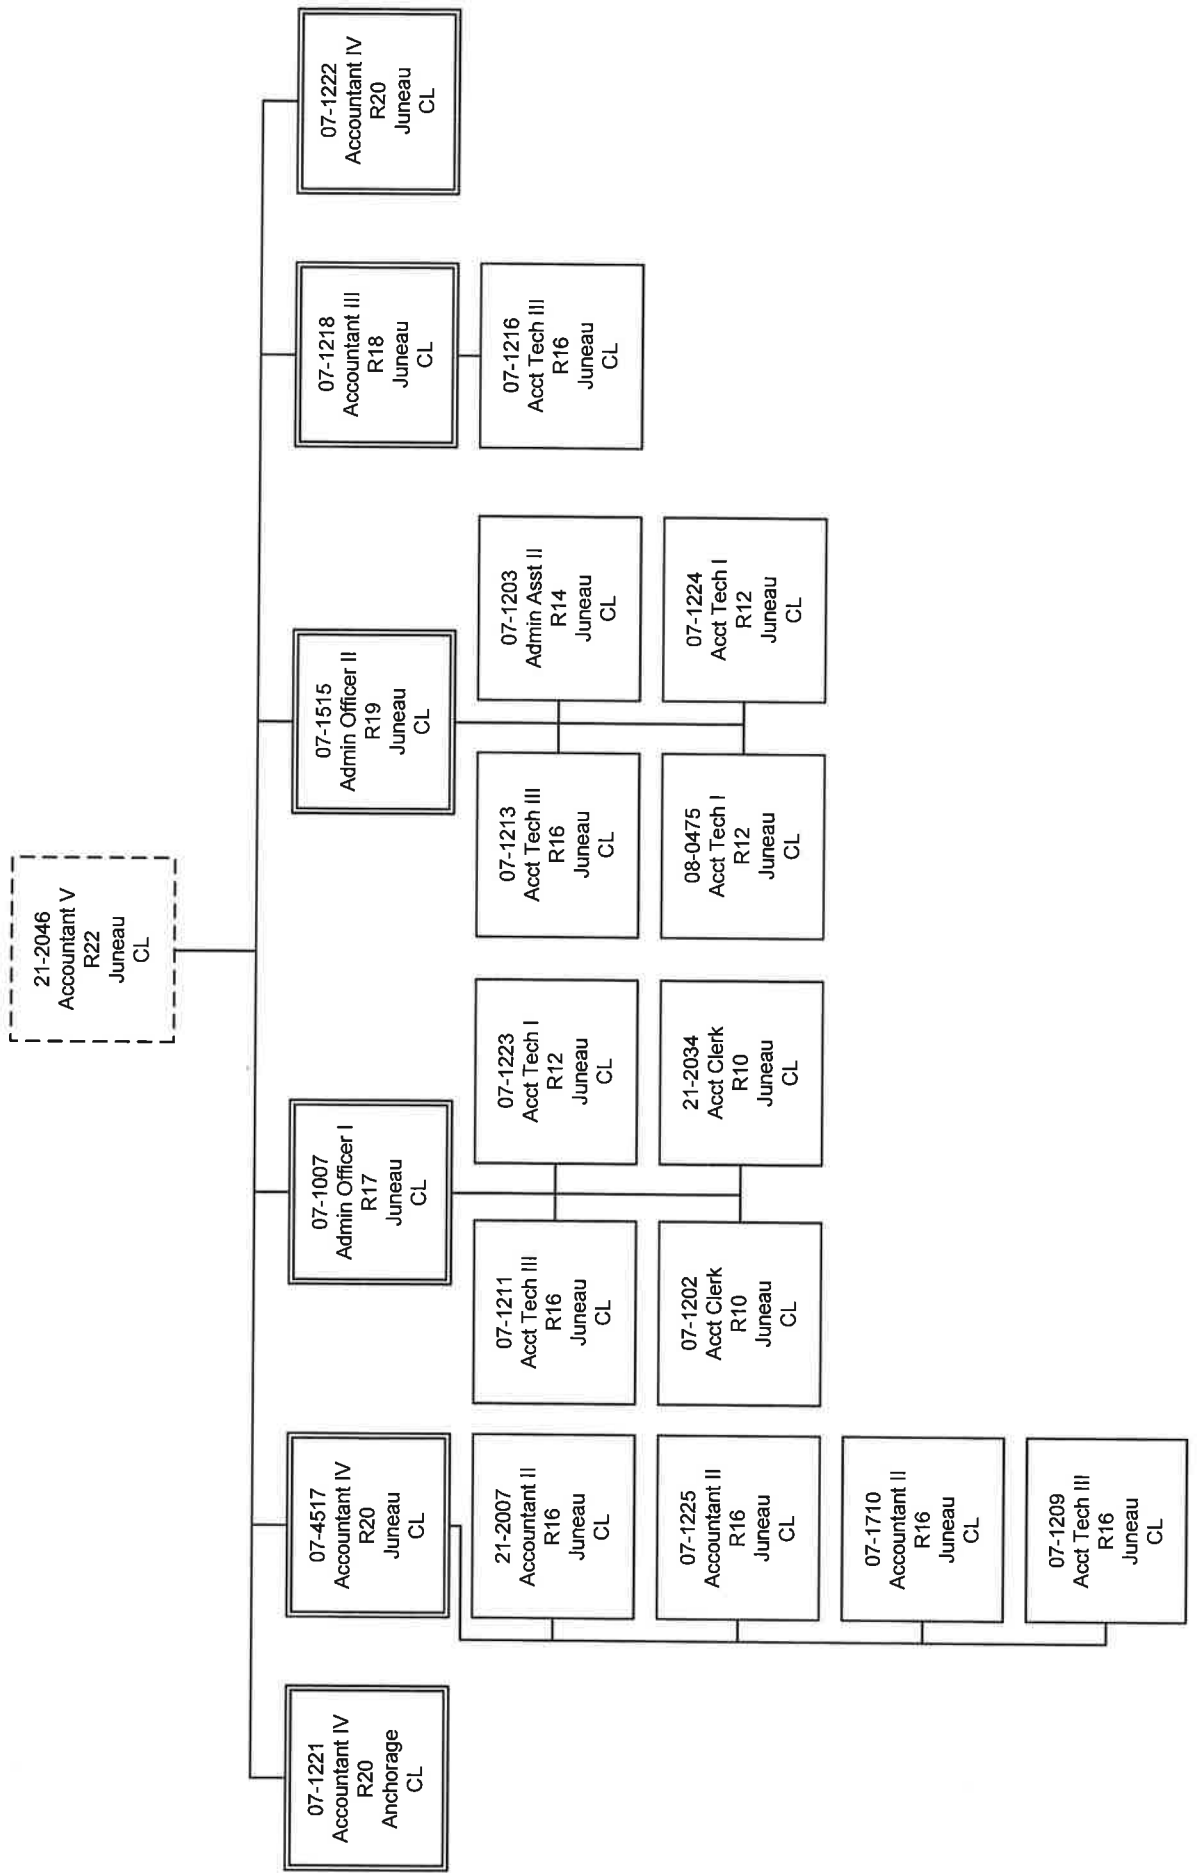 21-2046
Accountant V
R22
Juneau
CL
07-1221
Accountant IV
R20
Anchorage
CL
07-4517
Accountant IV
R20
Juneau
CL
07-1007
Admin Officer I
R17
Juneau
CL
07-1515
Admin Officer II
R19
Juneau
CL
07-1218
Accountant III
R18
Juneau
CL
07-1222
Accountant IV
R20
Juneau
CL
21-2007
Accountant II
R16
Juneau
CL
07-1211
Acct Tech III
R16
Juneau
CL
07-1223
Acct Tech I
R12
Juneau
CL
07-1213
Acct Tech III
R16
Juneau
CL
07-1203
Admin Asst II
R14
Juneau
CL
07-1216
Acct Tech III
R16
Juneau
CL
07-1225
Accountant II
R16
Juneau
CL
07-1202
Acct Clerk
R10
Juneau
CL
21-2034
Acct Clerk
R10
Juneau
CL
08-0475
Acct Tech I
R12
Juneau
CL
07-1224
Acct Tech I
R12
Juneau
CL
07-1710
Accountant II
R16
Juneau
CL
07-1209
Acct Tech III
R16
Juneau
CL